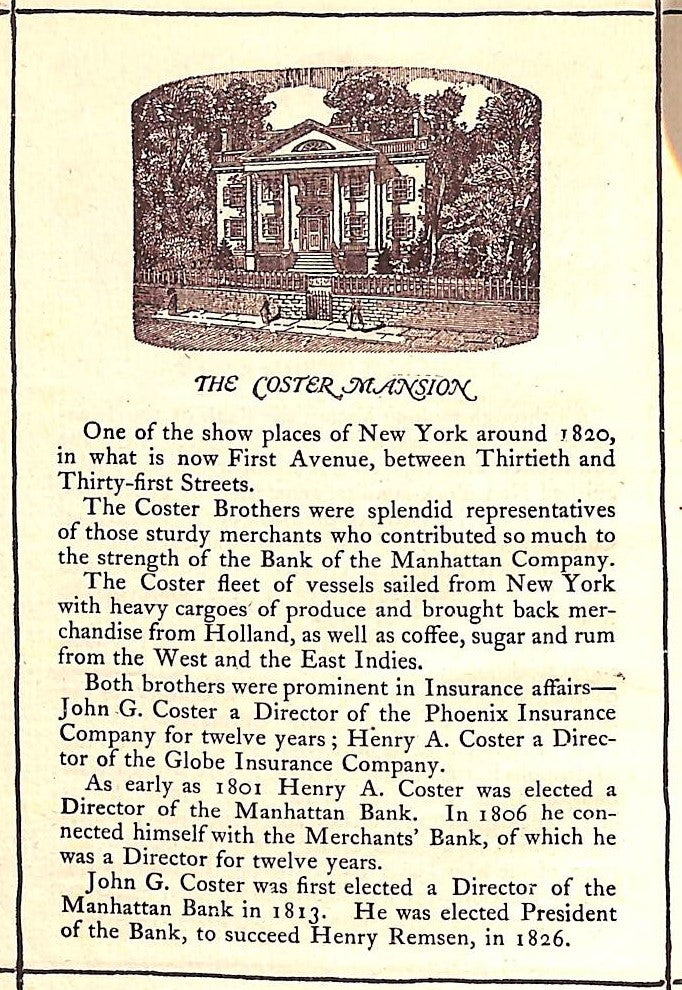 THE COSTER MANSION
One of the show places of New York around 1820,
in what is now First Avenue, between Thirtieth and
Thirty-first Streets.
The Coster Brothers were splendid representatives
of those sturdy merchants who contributed so much to
the strength of the Bank of the Manhattan Company.
The Coster fleet of vessels sailed from New York
with heavy cargoes of produce and brought back mer-
chandise from Holland, as well as coffee, sugar and rum
from the West and the East Indies.
Both brothers were prominent in Insurance affairs—
John G. Coster a Director of the Phoenix Insurance
Company for twelve years; Henry A. Coster a Direc-
tor of the Globe Insurance Company.
As early as 1801 Henry A. Coster was elected a
Director of the Manhattan Bank. In 1806 he con-
nected himself with the Merchants' Bank, of which he
was a Director for twelve years.
John G. Coster was first elected a Director of the
Manhattan Bank in 1813. He was elected President
of the Bank, to succeed Henry Remsen, in 1826.